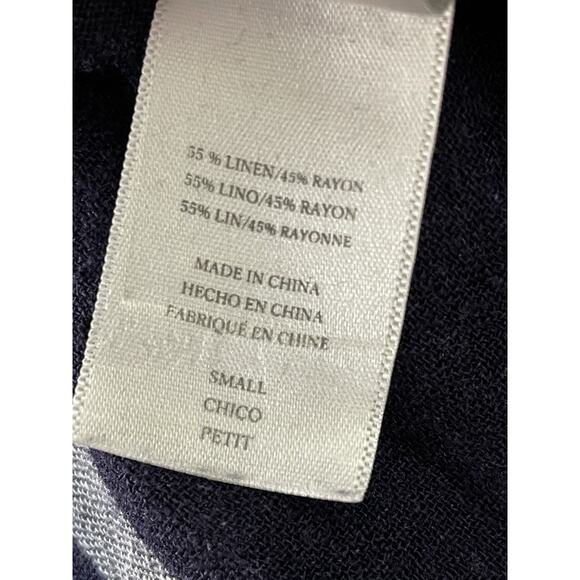 55 % LINEN/45% RAYON
55% LINO/45% RAYON
55% LIN/45% RAYONNE
MADE IN CHINA
HECHO EN CHINA
FABRIQUÉ EN CHINE
SMALL
CHICO
PETIT